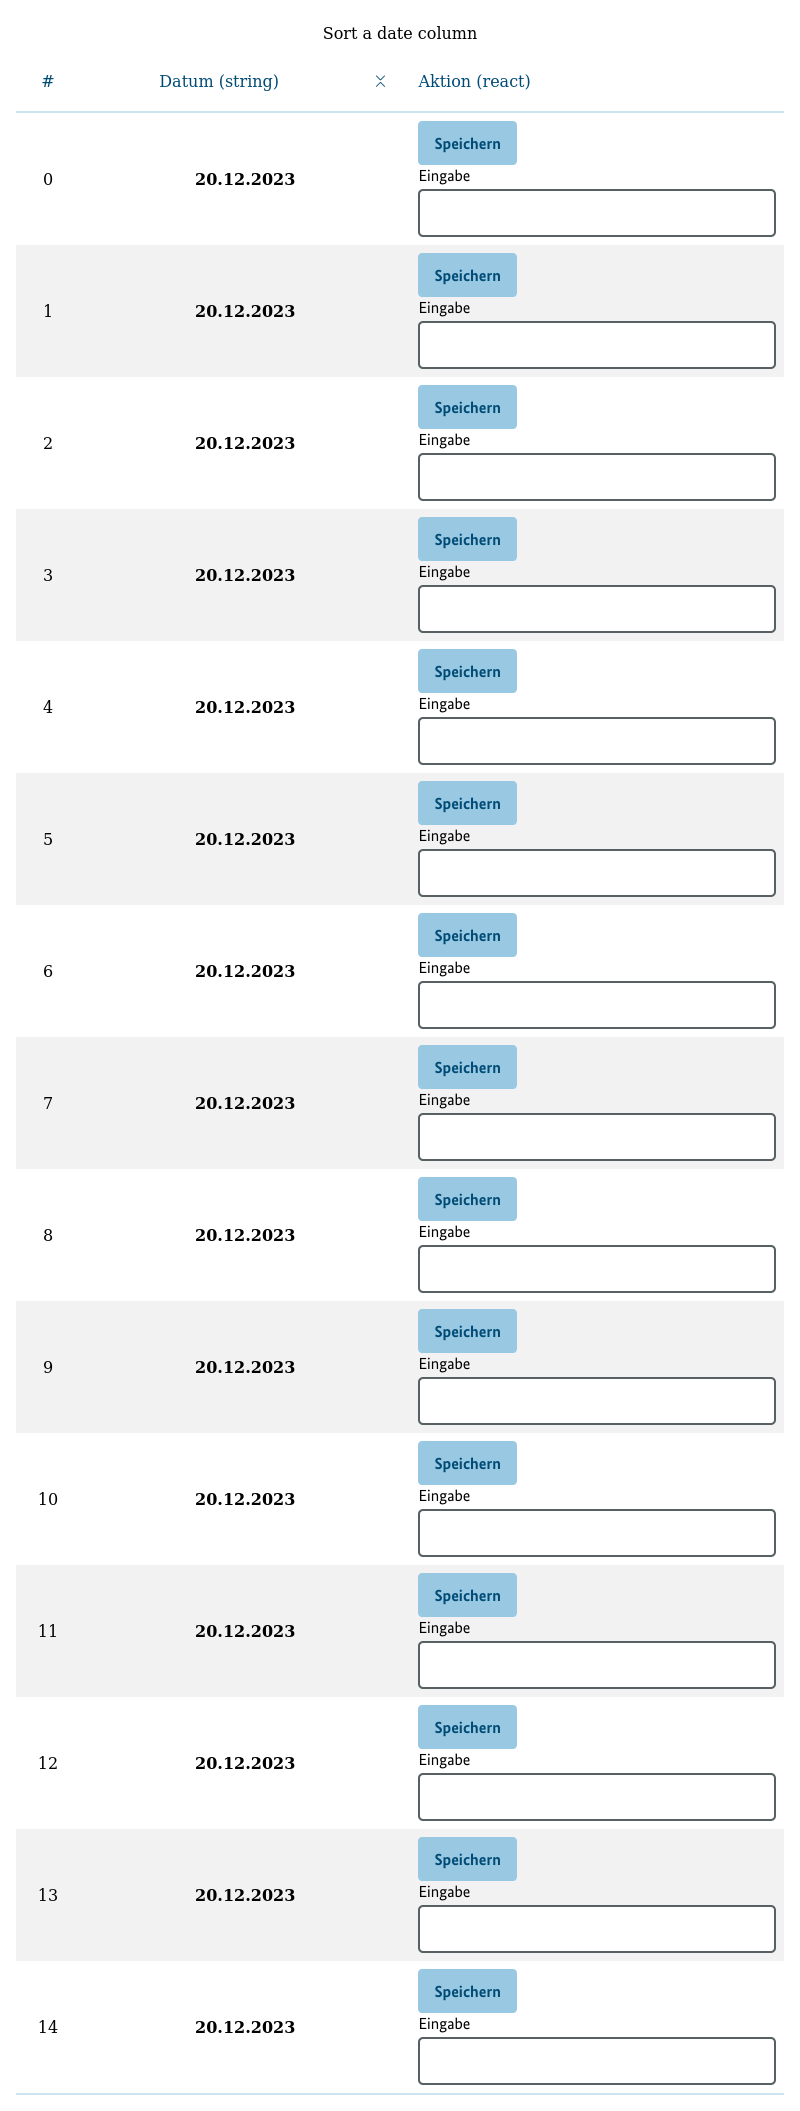 Sort a date column
# Datum (string) Aktion (react)
Speichern
Eingabe
0 20.12.2023
Speichern
Eingabe
1 20.12.2023
Speichern
Eingabe
2 20.12.2023
Speichern
Eingabe
3 20.12.2023
Speichern
Eingabe
4 20.12.2023
Speichern
Eingabe
5 20.12.2023
Speichern
Eingabe
6 20.12.2023
Speichern
Eingabe
7 20.12.2023
Speichern
Eingabe
8 20.12.2023
Speichern
Eingabe
9 20.12.2023
Speichern
Eingabe
10 20.12.2023
Speichern
Eingabe
11 20.12.2023
Speichern
Eingabe
12 20.12.2023
Speichern
Eingabe
13 20.12.2023
Speichern
Eingabe
14 20.12.2023